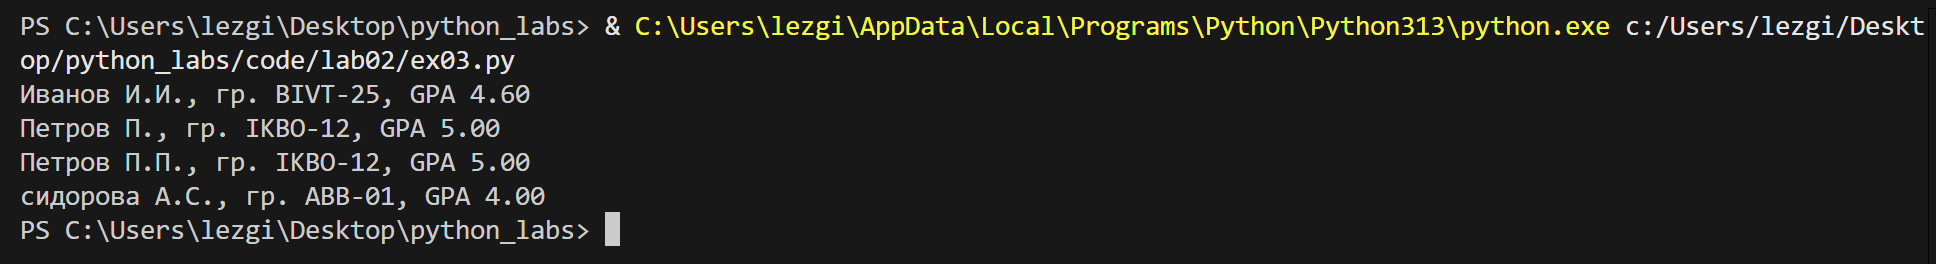 PS C:\Users\lezgi\Desktop\python_labs> & C:\Users\lezgi\AppData\Local\Programs\Python\Python313\python.exe c:/Users/lezgi/Deskt
op/python_labs/code/lab02/ex03.py
Иванов И.И., гр. BIVT-25, GPA 4.60
Петров П., гр. IKBO-12, GPA 5.00
Петров П.П., гр. IKBO-12, GPA 5.00
сидорова А.С., гр. ABB-01, GPA 4.00
PS C:\Users\lezgi\Desktop\python_labs>